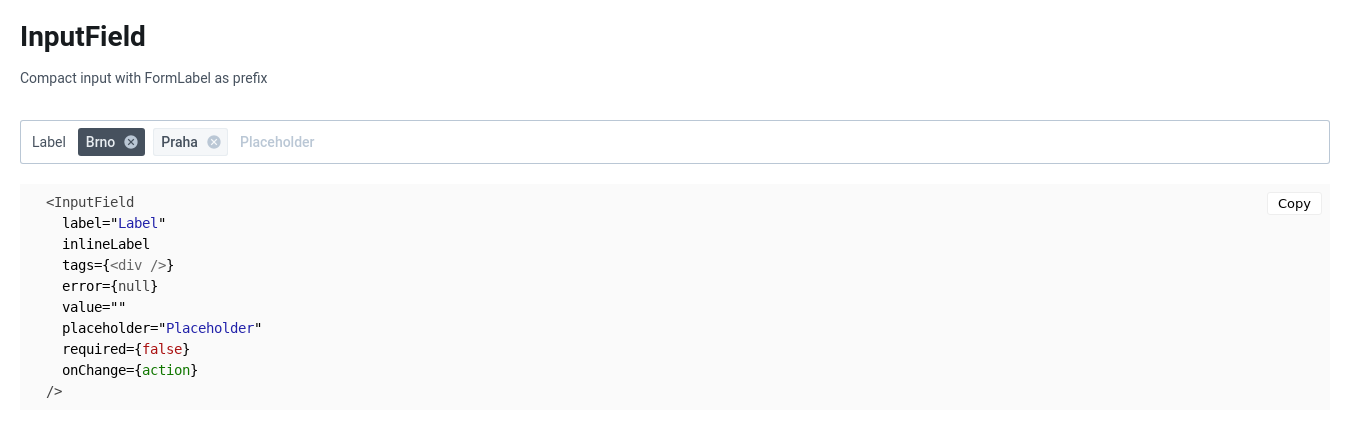 InputField
Compact input with FormLabel as prefix
Label Brno Praha Placeholder
Copy
<InputField
  label="Label"
  inlineLabel
  tags={<div />}
  error={null}
  value=""
  placeholder="Placeholder"
  required={false}
  onChange={action}
/>